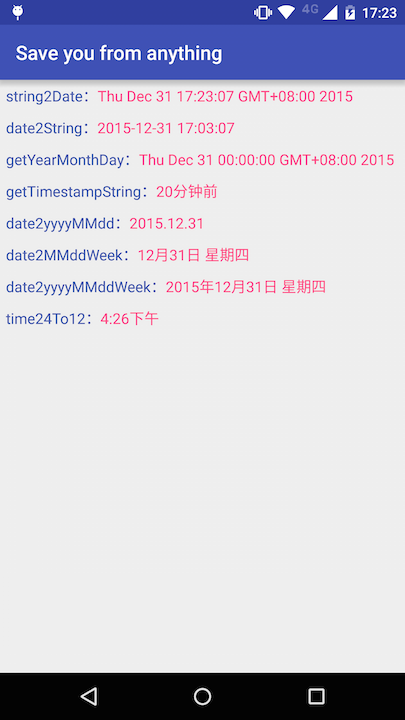 4G 17:23
Save you from anything
string2Date：Thu Dec 31 17:23:07 GMT+08:00 2015
date2String：2015-12-31 17:03:07
getYearMonthDay：Thu Dec 31 00:00:00 GMT+08:00 2015
getTimestampString：20分钟前
date2yyyyMMdd：2015.12.31
date2MMddWeek：12月31日 星期四
date2yyyyMMddWeek：2015年12月31日 星期四
time24To12：4:26下午